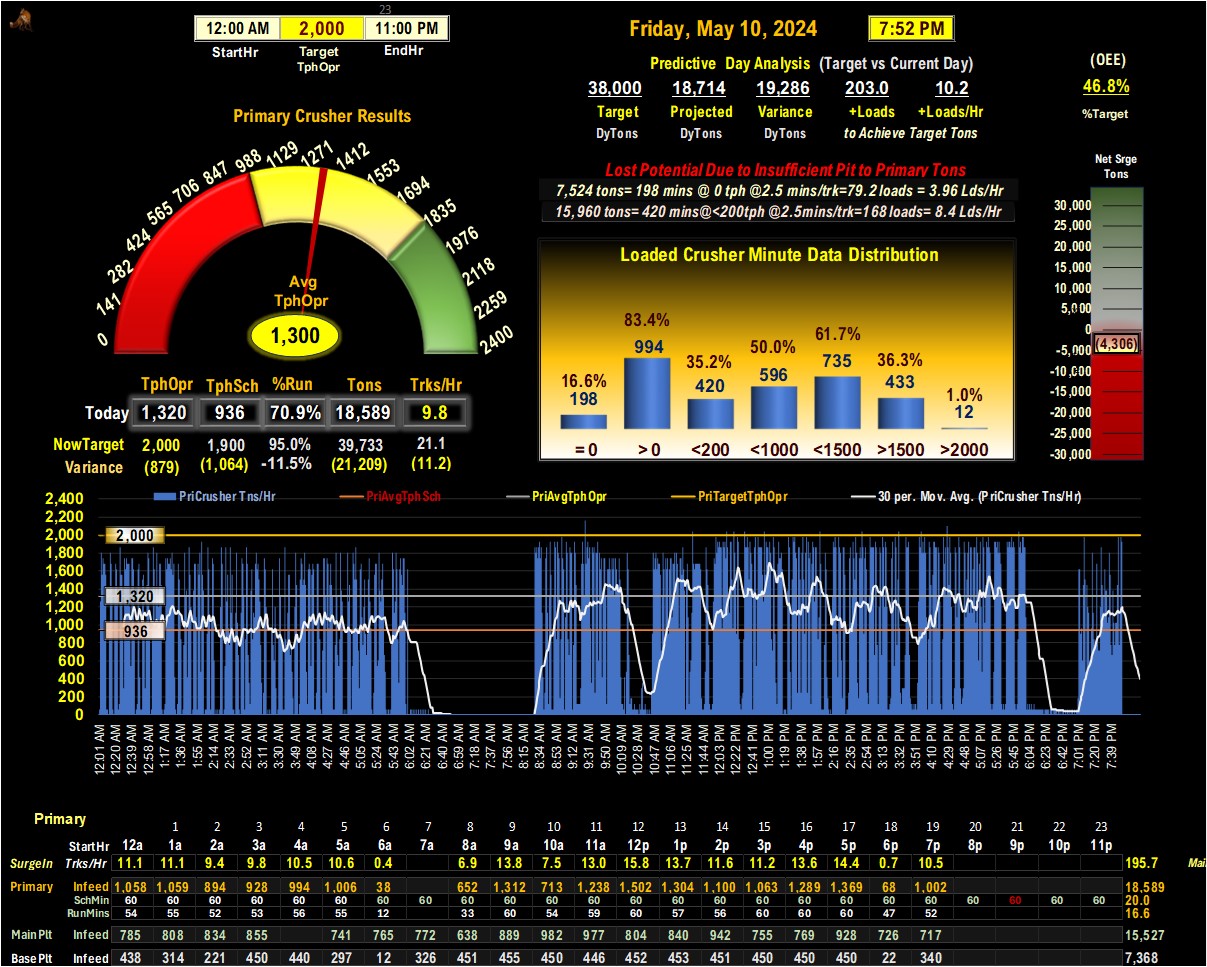 23
12:00 AM 2,000 11:00 PM
StartHr Target TphOpr EndHr
Friday, May 10, 2024 7:52 PM
Predictive Day Analysis (Target vs Current Day)
38,000 18,714 19,286 203.0 10.2
Target Projected Variance +Loads +Loads/Hr
DyTons DyTons DyTons to Achieve Target Tons
(OEE)
46.8%
%Target
Primary Crusher Results
0 141 282 424 565 706 847 988 1129 1271 1412 1553 1694 1835 1976 2118 2259 2400
Avg
TphOpr
1,300
TphOpr TphSch %Run Tons Trks/Hr
Today 1,320 936 70.9% 18,589 9.8
NowTarget 2,000 1,900 95.0% 39,733 21.1
Variance (879) (1,064) -11.5% (21,209) (11.2)
Lost Potential Due to Insufficient Pit to Primary Tons
7,524 tons= 198 mins @ 0 tph @2.5 mins/trk=79.2 loads = 3.96 Lds/Hr
15,960 tons= 420 mins@<200tph @2.5mins/trk=168 loads= 8.4 Lds/Hr
Loaded Crusher Minute Data Distribution
16.6% 83.4% 35.2% 50.0% 61.7% 36.3% 1.0%
198 994 420 596 735 433 12
= 0 > 0 <200 <1000 <1500 >1500 >2000
Net Srge
Tons
30,000
25,000
20,000
15,000
10,000
5,000
0
(4,306)
-5,000
-10,000
-15,000
-20,000
-25,000
-30,000
PriCrusher Tns/Hr PriAvgTphSch PriAvgTphOpr PriTargetTphOpr 30 per. Mov. Avg. (PriCrusher Tns/Hr)
2,400
2,200
2,000 2,000
1,800
1,600
1,400
1,320
1,200
1,000
936
800
600
400
200
0
12:01 AM 12:20 AM 12:39 AM 12:58 AM 1:17 AM 1:36 AM 1:55 AM 2:14 AM 2:33 AM 2:52 AM 3:11 AM 3:30 AM 3:49 AM 4:08 AM 4:27 AM 4:46 AM 5:05 AM 5:24 AM 5:43 AM 6:02 AM 6:21 AM 6:40 AM 6:59 AM 7:18 AM 7:37 AM 7:56 AM 8:15 AM 8:34 AM 8:53 AM 9:12 AM 9:31 AM 9:50 AM 10:09 AM 10:28 AM 10:47 AM 11:06 AM 11:25 AM 11:44 AM 12:03 PM 12:22 PM 12:41 PM 1:00 PM 1:19 PM 1:38 PM 1:57 PM 2:16 PM 2:35 PM 2:54 PM 3:13 PM 3:32 PM 3:51 PM 4:10 PM 4:29 PM 4:48 PM 5:07 PM 5:26 PM 5:45 PM 6:04 PM 6:23 PM 6:42 PM 7:01 PM 7:20 PM 7:39 PM
Primary
1 2 3 4 5 6 7 8 9 10 11 12 13 14 15 16 17 18 19 20 21 22 23
StartHr 12a 1a 2a 3a 4a 5a 6a 7a 8a 9a 10a 11a 12p 1p 2p 3p 4p 5p 6p 7p 8p 9p 10p 11p
SurgeIn Trks/Hr 11.1 11.1 9.4 9.8 10.5 10.6 0.4 6.9 13.8 7.5 13.0 15.8 13.7 11.6 11.2 13.6 14.4 0.7 10.5 195.7
Primary Infeed 1,058 1,059 894 928 994 1,006 38 652 1,312 713 1,238 1,502 1,304 1,100 1,063 1,289 1,369 68 1,002 18,589
SchMin 60 60 60 60 60 60 60 60 60 60 60 60 60 60 60 60 60 60 60 60 60 60 60 60 20.0
RunMins 54 55 52 53 56 55 12 33 60 54 59 60 57 56 60 60 60 47 52 16.6
MainPlt Infeed 785 808 834 855 741 765 772 638 889 982 977 804 840 942 755 769 928 726 717 15,527
BasePlt Infeed 438 314 221 450 440 297 12 326 481 455 450 446 452 453 451 450 450 450 22 340 7,368